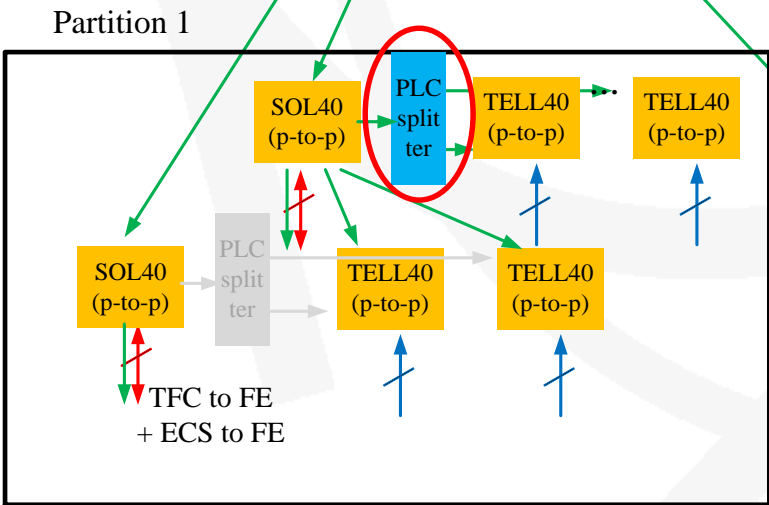 Partition 1
SOL40
(p-to-p)
PLC
split
ter
TELL40
(p-to-p)
...
TELL40
(p-to-p)
SOL40
(p-to-p)
PLC
split
ter
TELL40
(p-to-p)
TELL40
(p-to-p)
TFC to FE
+ ECS to FE